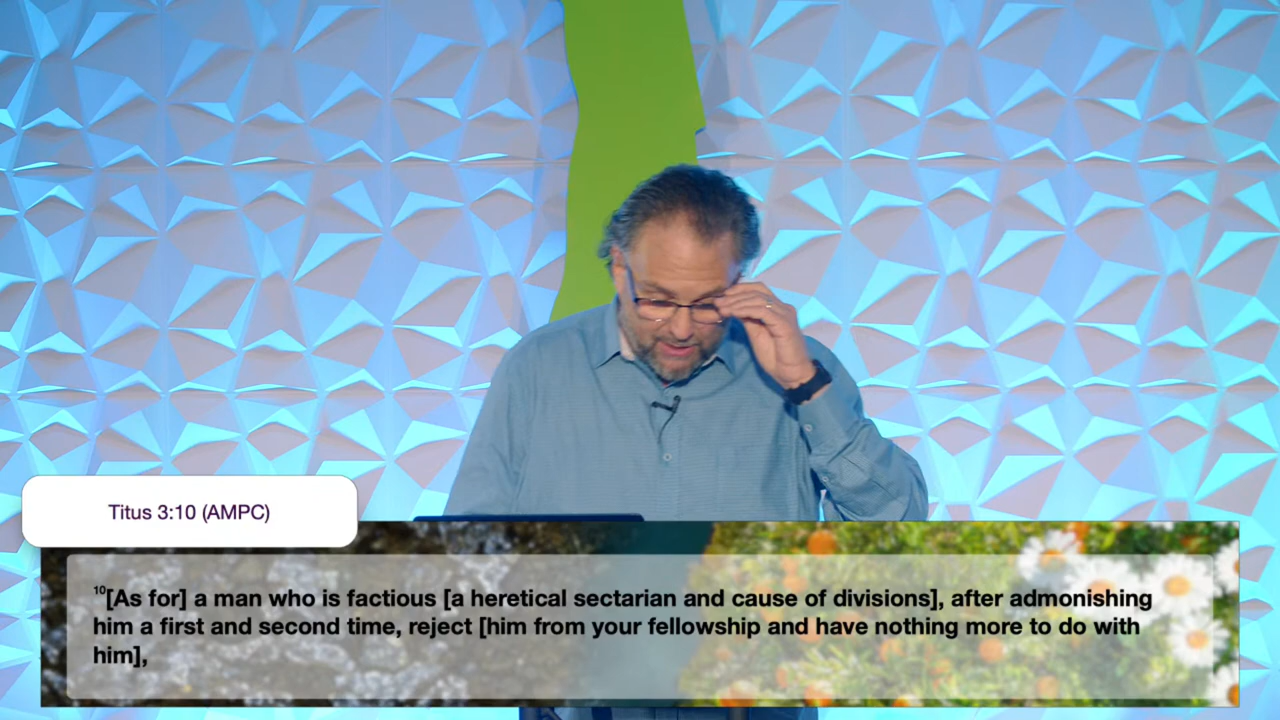 Titus 3:10 (AMPC)
10[As for] a man who is factious [a heretical sectarian and cause of divisions], after admonishing
him a first and second time, reject [him from your fellowship and have nothing more to do with
him],